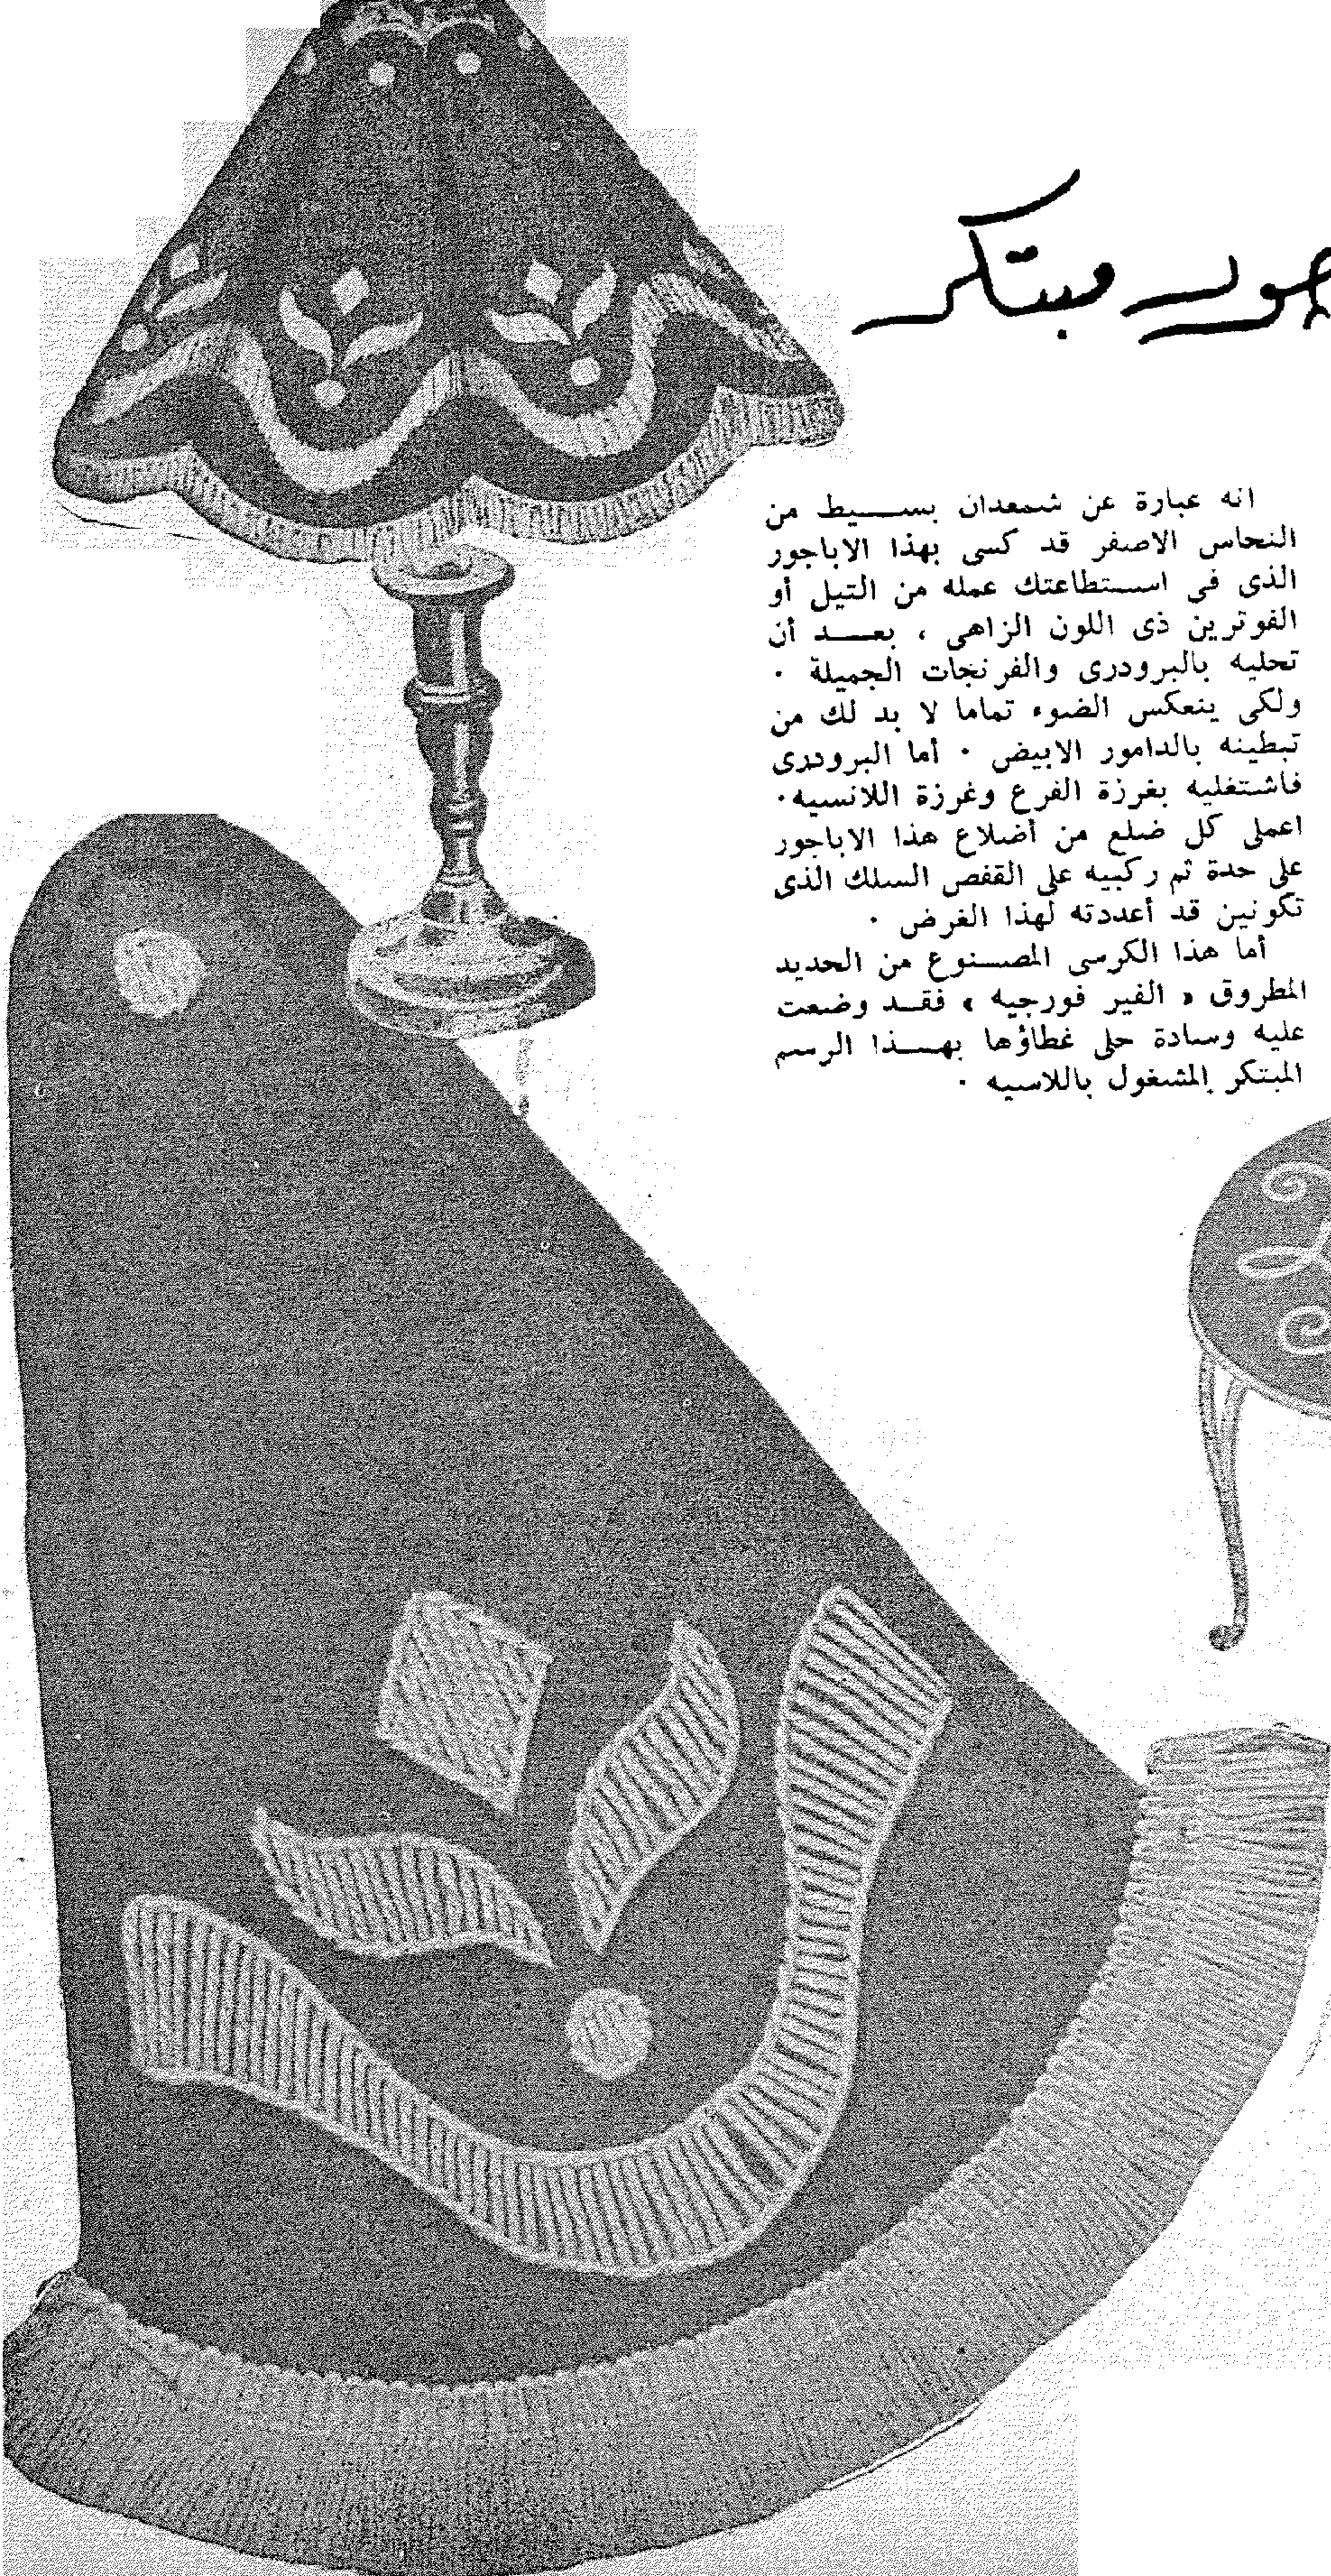 جور مبتكر
انه عبارة عن شمعدان بسيط من
النحاس الاصفر قد كسى بهذا الاباجور
الذى فى استطاعتك عمله من التيل أو
الفوترين ذى اللون الزاهى ، بعد أن
تحليه بالبرودرى والفرنجات الجميلة .
ولكى ينعكس الضوء تماما لا بد لك من
تبطينه بالدامور الابيض . أما البرودرى
فاشتغليه بغرزة الفرع وغرزة اللانسيه.
اعملى كل ضلع من أضلاع هذا الاباجور
على حدة ثم ركبيه على القفص السلك الذى
تكونين قد أعددته لهذا الغرض .
أما هذا الكرسى المصنوع من الحديد
المطروق « الفير فورجيه » فقد وضعت
عليه وسادة حلى غطاؤها بهذا الرسم
المبتكر المشغول باللاسيه .